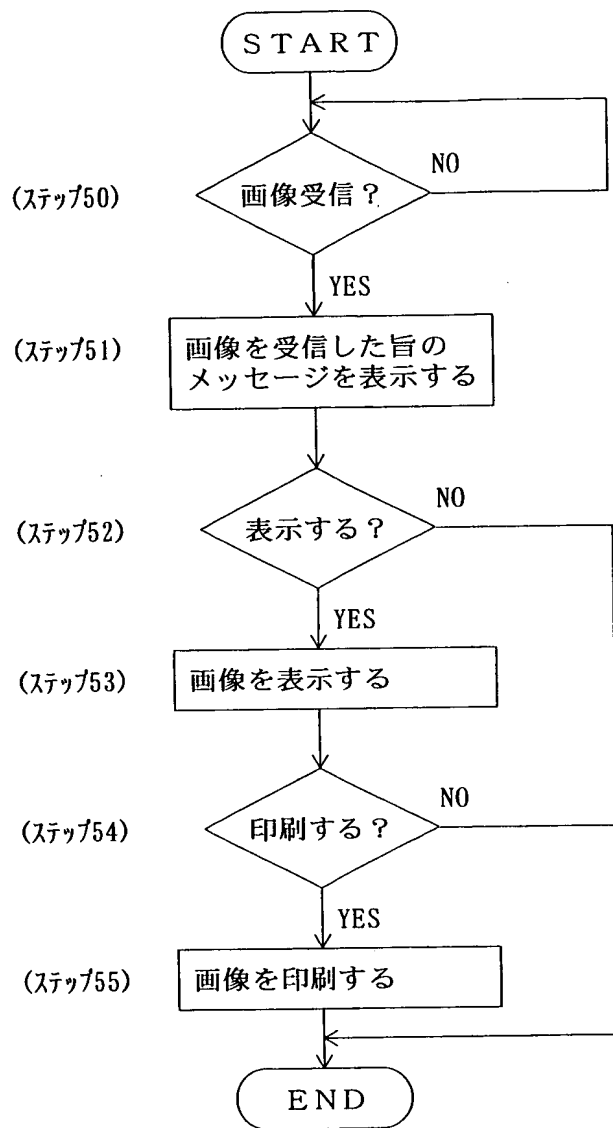 START
NO
(ステップ50)
画像受信？
YES
(ステップ51)
画像を受信した旨の
メッセージを表示する
NO
(ステップ52)
表示する？
YES
(ステップ53)
画像を表示する
NO
(ステップ54)
印刷する？
YES
(ステップ55)
画像を印刷する
END